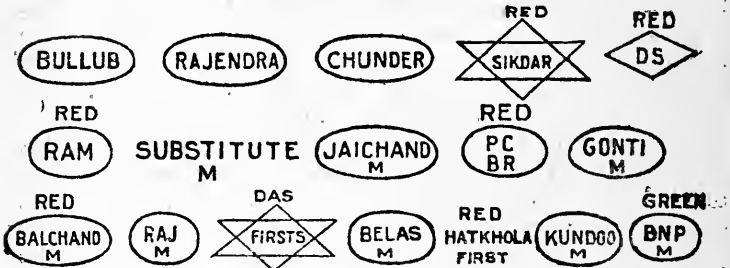 RED RED
BULLUB RAJENDRA CHUNDER SIKDAR DS
RED RED
RAM SUBSTITUTE M JAICHAND M PC BR GONTI M
RED DAS RED GREEN
BALCHAND M RAJ M FIRSTS BELAS M HATKHOLA FIRST KUNDOO M BNP M